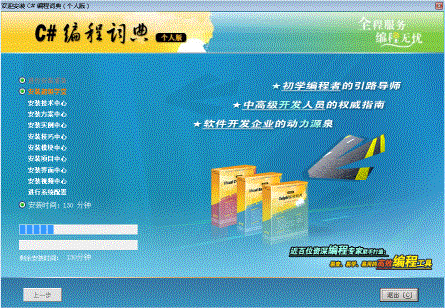 欢迎安装 C# 编程词典（个人版）
C# 编程词典 个人版
全程服务
编程无忧
★初学编程者的引路导师
★中高级开发人员的权威指南
★软件开发企业的动力源泉
安装技术中心
安装方案中心
安装实例中心
安装技巧中心
安装模块中心
安装项目中心
安装答面中心
安装视频中心
进行系统配置
安装时间：130 分钟
剩余安装时间： 130 分钟
近百位资深编程专家联手打造，
编程工具
上一步
退出